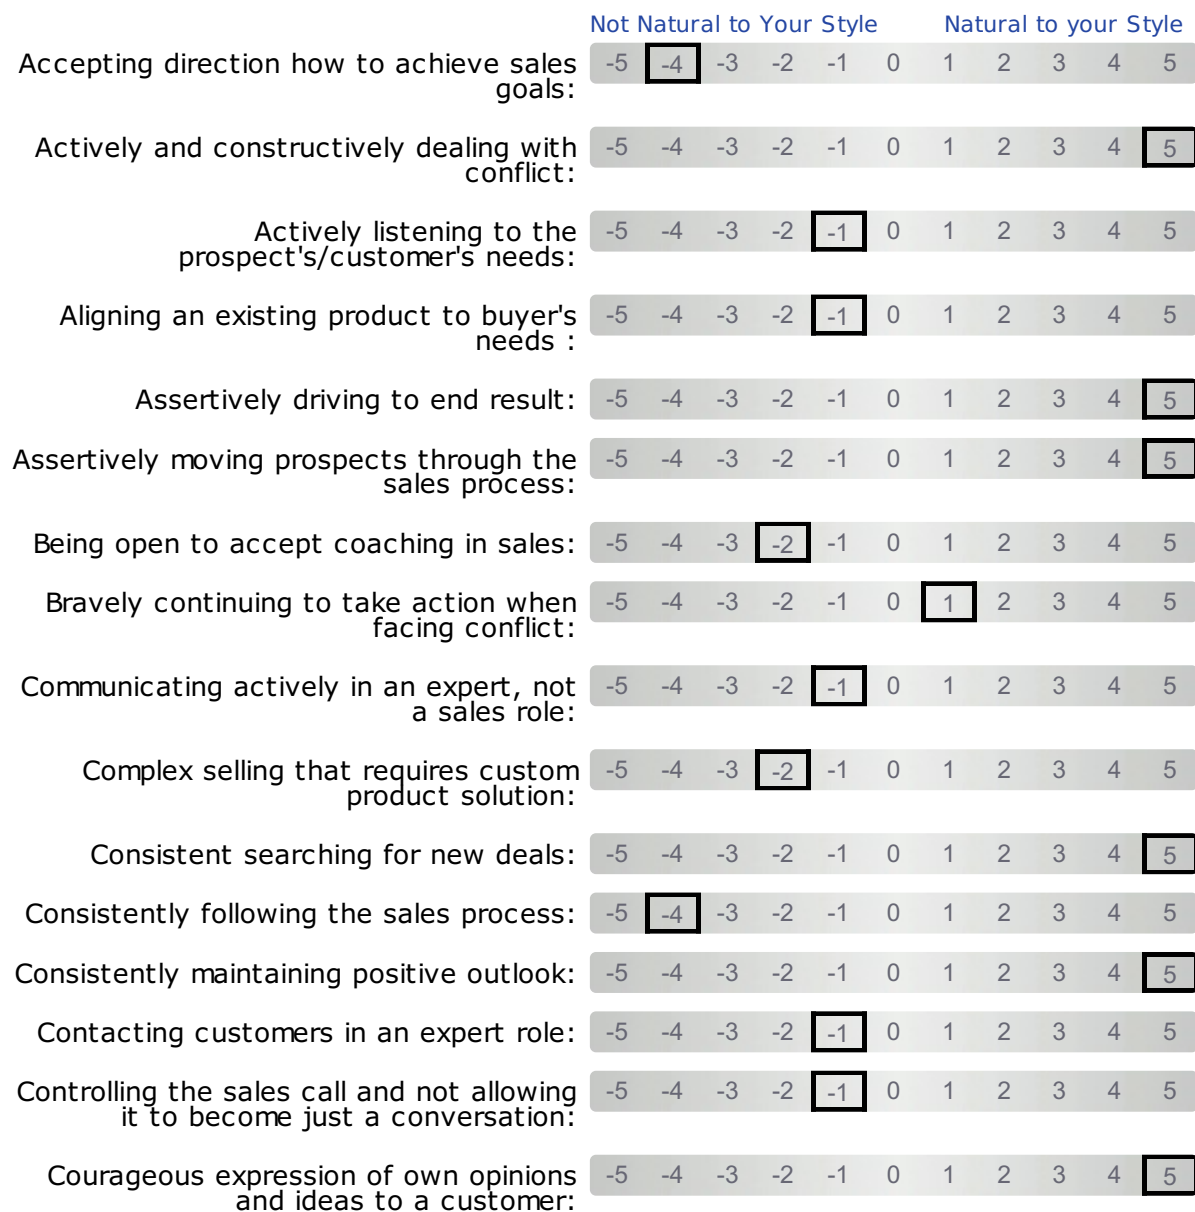 Not Natural to Your Style Natural to your Style
Accepting direction how to achieve sales -5 -4 -3 -2 -1 0 1 2 3 4 5
goals:
Actively and constructively dealing with -5 -4 -3 -2 -1 0 1 2 3 4 5
conflict:
Actively listening to the -5 -4 -3 -2 -1 0 1 2 3 4 5
prospect's/customer's needs:
Aligning an existing product to buyer's -5 -4 -3 -2 -1 0 1 2 3 4 5
needs :
Assertively driving to end result: -5 -4 -3 -2 -1 0 1 2 3 4 5
Assertively moving prospects through the -5 -4 -3 -2 -1 0 1 2 3 4 5
sales process:
Being open to accept coaching in sales: -5 -4 -3 -2 -1 0 1 2 3 4 5
Bravely continuing to take action when -5 -4 -3 -2 -1 0 1 2 3 4 5
facing conflict:
Communicating actively in an expert, not -5 -4 -3 -2 -1 0 1 2 3 4 5
a sales role:
Complex selling that requires custom -5 -4 -3 -2 -1 0 1 2 3 4 5
product solution:
Consistent searching for new deals: -5 -4 -3 -2 -1 0 1 2 3 4 5
Consistently following the sales process: -5 -4 -3 -2 -1 0 1 2 3 4 5
Consistently maintaining positive outlook: -5 -4 -3 -2 -1 0 1 2 3 4 5
Contacting customers in an expert role: -5 -4 -3 -2 -1 0 1 2 3 4 5
Controlling the sales call and not allowing -5 -4 -3 -2 -1 0 1 2 3 4 5
it to become just a conversation:
Courageous expression of own opinions -5 -4 -3 -2 -1 0 1 2 3 4 5
and ideas to a customer: